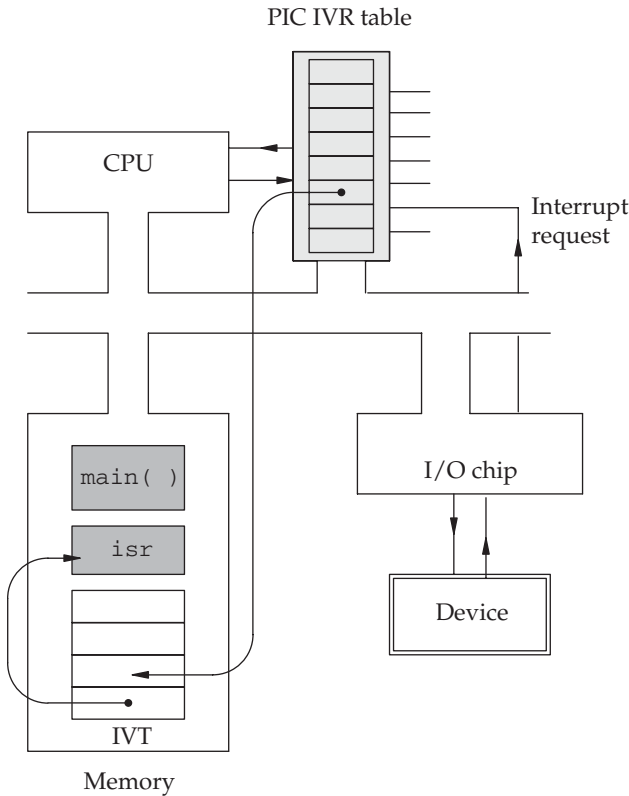 PIC IVR table
CPU
Interrupt
request
main( )
I/O chip
isr
Device
IVT
Memory